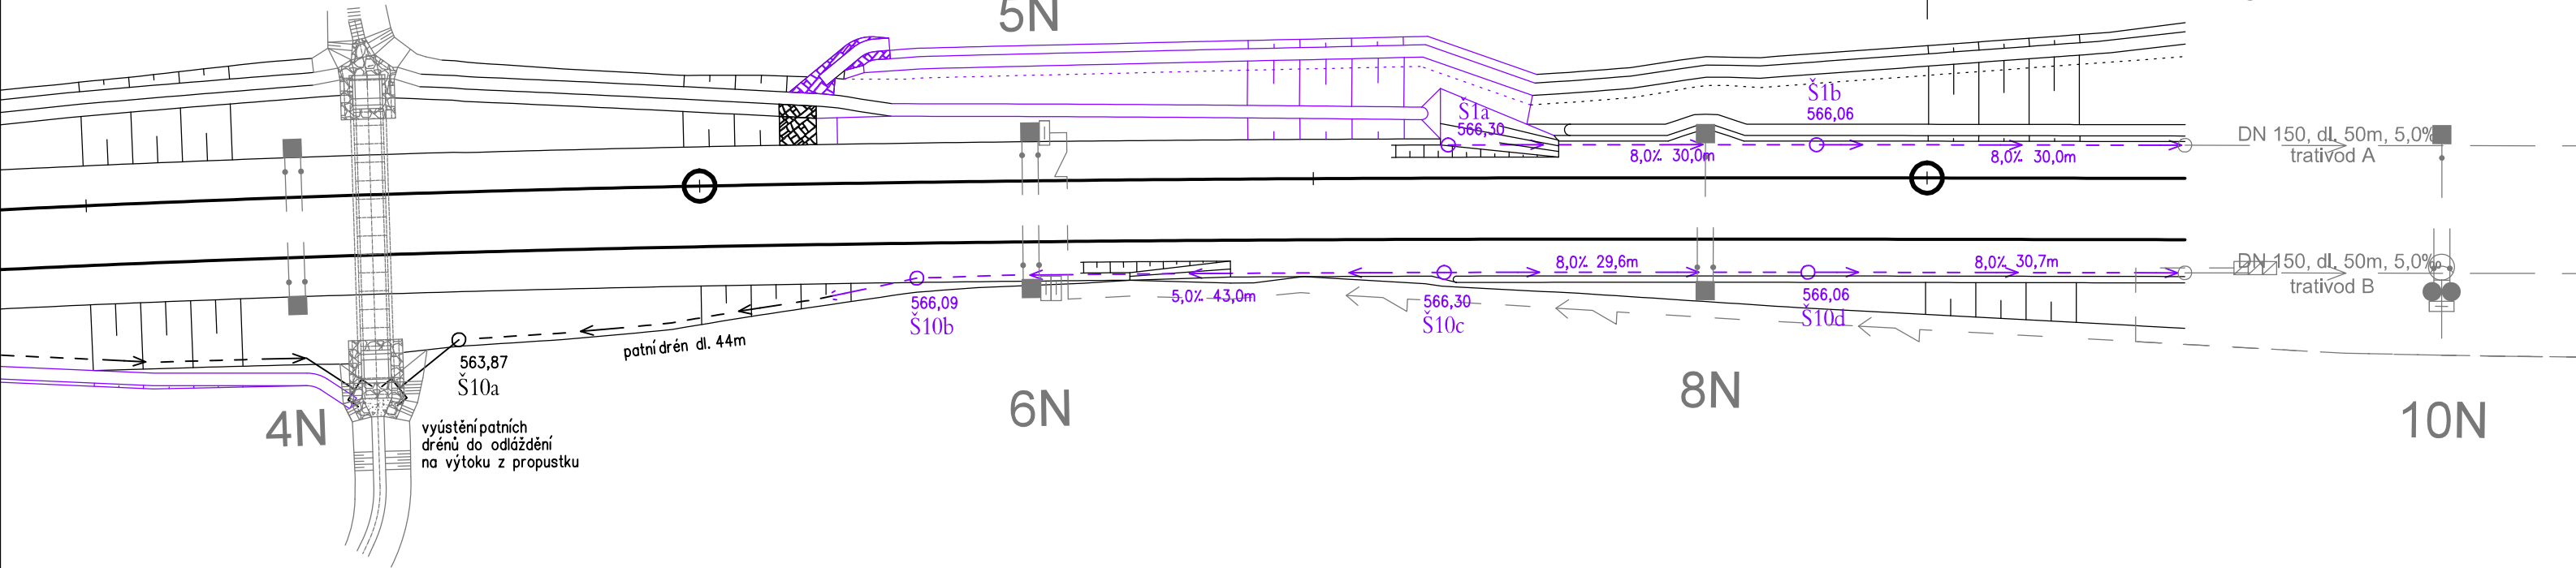 5N
Š1a
566,30
Š1b
566,06
8,0‰ 30,0m
8,0‰ 30,0m
DN 150, dl. 50m, 5,0‰
trativod A
8,0‰ 29,6m
8,0‰ 30,7m
DN 150, dl. 50m, 5,0‰
trativod B
566,09
Š10b
5,0‰ 43,0m
566,30
Š10c
566,06
Š10d
patní drén dl. 44m
563,87
Š10a
4N
6N
8N
10N
vyústění patních
drénů do odláždění
na výtoku z propustku